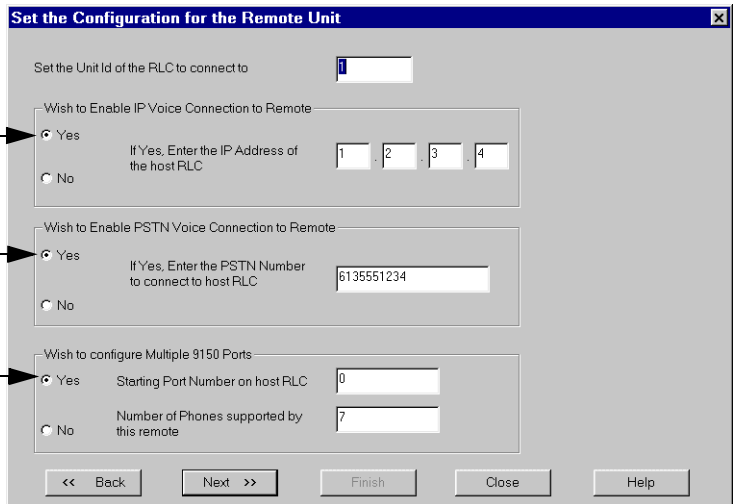 Set the Configuration for the Remote Unit
Set the Unit Id of the RLC to connect to
1
Wish to Enable IP Voice Connection to Remote
Yes
If Yes, Enter the IP Address of
the host RLC
1 . 2 . 3 . 4
No
Wish to Enable PSTN Voice Connection to Remote
Yes
If Yes, Enter the PSTN Number
to connect to host RLC
6135551234
No
Wish to configure Multiple 9150 Ports
Yes
Starting Port Number on host RLC
0
Number of Phones supported by
this remote
7
No
<< Back
Next >>
Finish
Close
Help